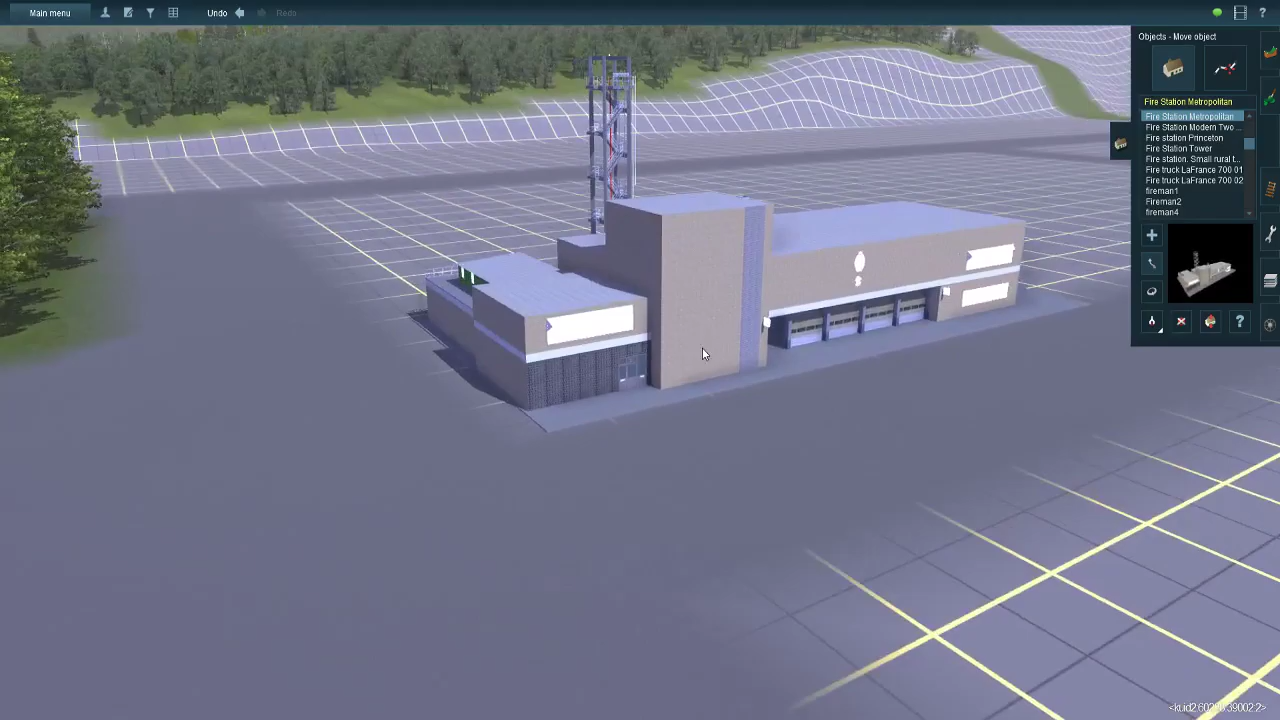 Main menu
Undo
Redo
?
Objects - Move object
Fire Station Metropolitan
Fire Station Metropolitan
Fire Station Modern Two ...
Fire station Princeton
Fire Station Tower
Fire station. Small rural t...
Fire truck LaFrance 700 01
Fire truck LaFrance 700 02
fireman1
Fireman2
fireman4
?